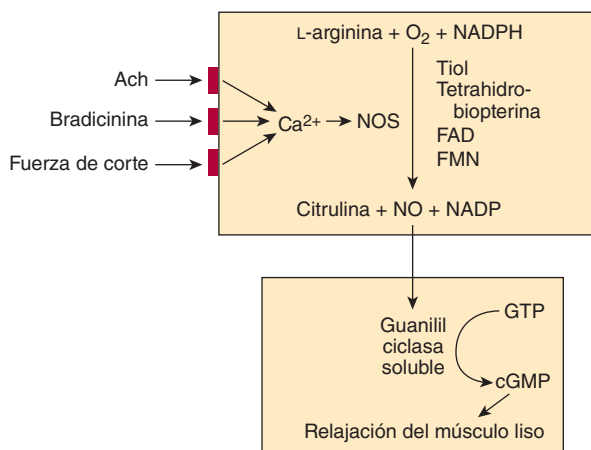 L-arginina + O2 + NADPH
Ach
Bradicinina
Fuerza de corte
Ca2+
NOS
Tiol
Tetrahidro-
biopterina
FAD
FMN
Citrulina + NO + NADP
Guanilil
ciclasa
soluble
GTP
cGMP
Relajación del músculo liso